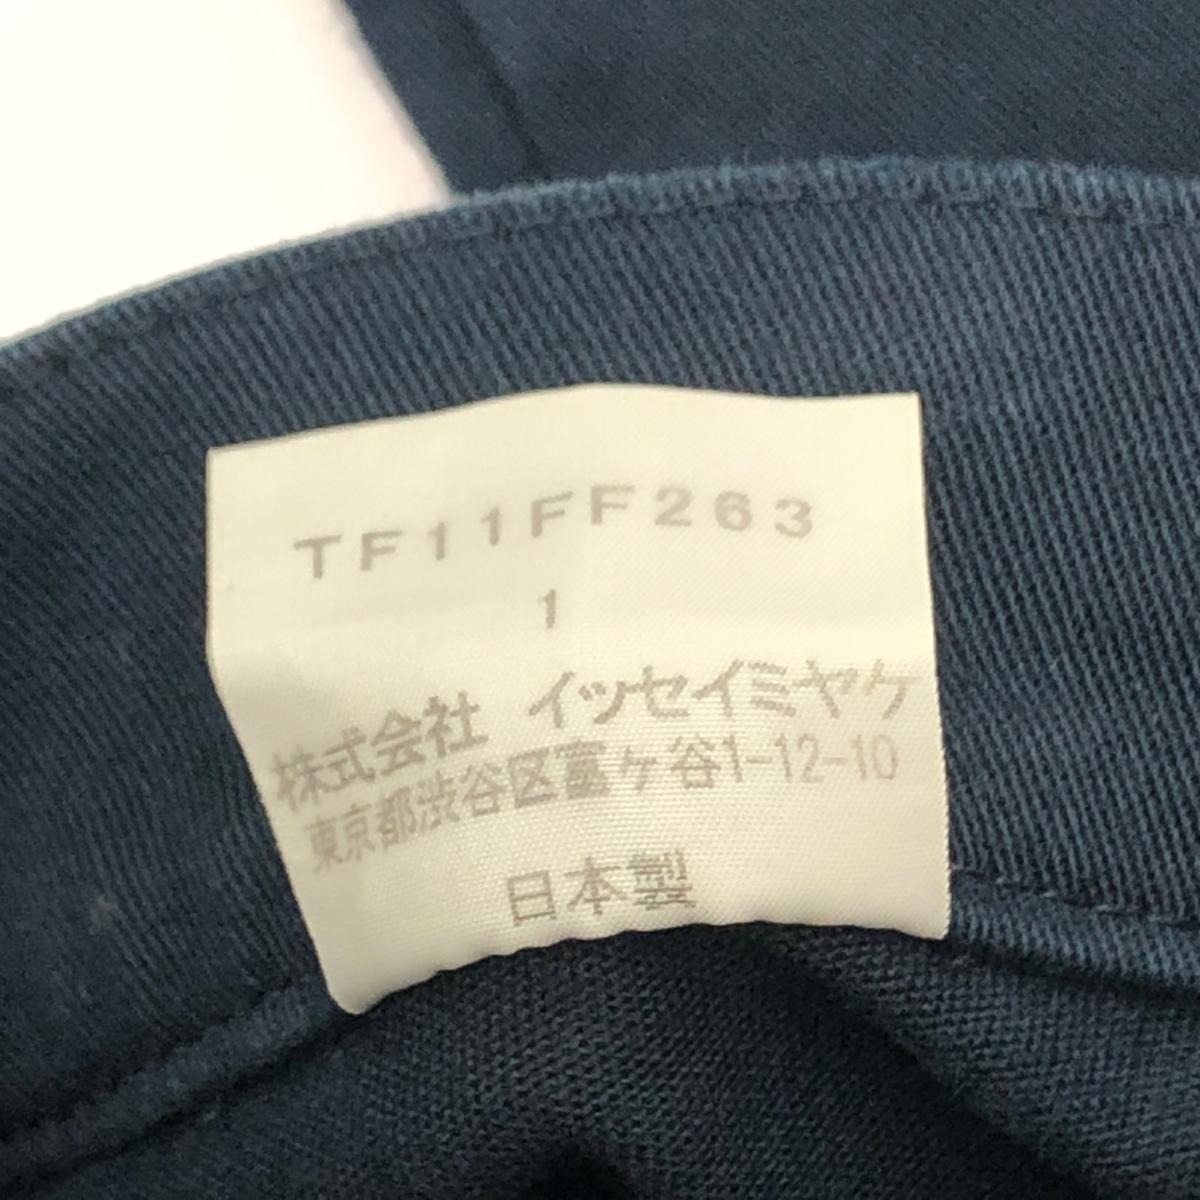 TF11FF263
1
株式会社 イッセイミヤケ
東京都渋谷区富ヶ谷1-12-10
日本製